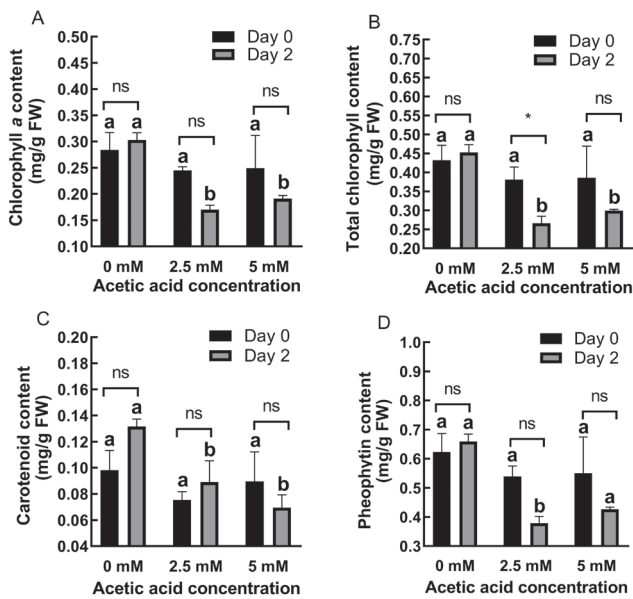 A
Day 0
Day 2
Chlorophyll a content
(mg/g FW)
0.50
0.45
0.40
0.35
0.30
0.25
0.20
0.15
0.10
ns
ns
ns
a
a
a
b
a
b
0 mM
2.5 mM
5 mM
Acetic acid concentration
B
Day 0
Day 2
Total chlorophyll content
(mg/g FW)
0.75
0.70
0.65
0.60
0.55
0.50
0.45
0.40
0.35
0.30
0.25
0.20
ns
*
ns
a
a
a
b
a
b
0 mM
2.5 mM
5 mM
Acetic acid concentration
C
Day 0
Day 2
Carotenoid content
(mg/g FW)
0.20
0.18
0.16
0.14
0.12
0.10
0.08
0.06
0.04
ns
ns
ns
a
a
a
b
a
b
0 mM
2.5 mM
5 mM
Acetic acid concentration
D
Day 0
Day 2
Pheophytin content
(mg/g FW)
1.0
0.9
0.8
0.7
0.6
0.5
0.4
0.3
ns
ns
ns
a
a
a
b
a
a
0 mM
2.5 mM
5 mM
Acetic acid concentration